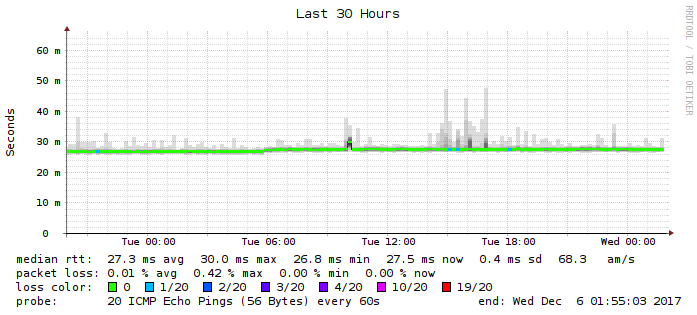 Last 30 Hours
RRDTOOL / TOBI OETIKER
Seconds
60 m
50 m
40 m
30 m
20 m
10 m
0
Tue 00:00 Tue 06:00 Tue 12:00 Tue 18:00 Wed 00:00
median rtt: 27.3 ms avg 30.0 ms max 26.8 ms min 27.5 ms now 0.4 ms sd 68.3 am/s
packet loss: 0.01 % avg 0.42 % max 0.00 % min 0.00 % now
loss color: 0 1/20 2/20 3/20 4/20 10/20 19/20
probe: 20 ICMP Echo Pings (56 Bytes) every 60s end: Wed Dec 6 01:55:03 2017